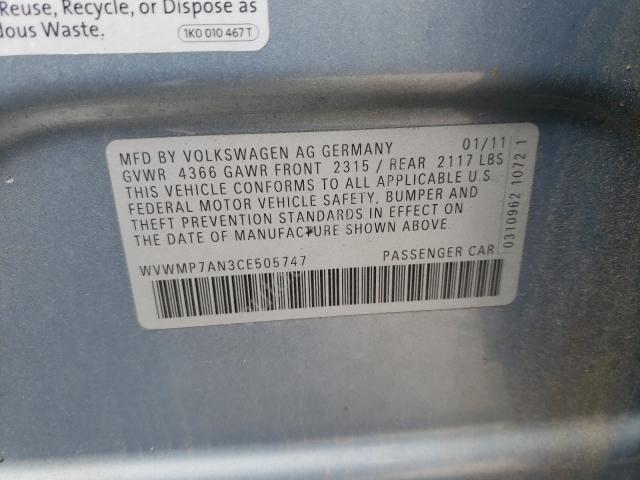 Reuse, Recycle, or Dispose as
dous Waste.
1K0 010 467 T
MFD BY VOLKSWAGEN AG GERMANY 01/11
GVWR 4366 GAWR FRONT 2315 / REAR 2117 LBS
THIS VEHICLE CONFORMS TO ALL APPLICABLE U.S.
FEDERAL MOTOR VEHICLE SAFETY, BUMPER AND
THEFT PREVENTION STANDARDS IN EFFECT ON
THE DATE OF MANUFACTURE SHOWN ABOVE.
WVWMP7AN3CE505747 PASSENGER CAR
0310962 1072 1